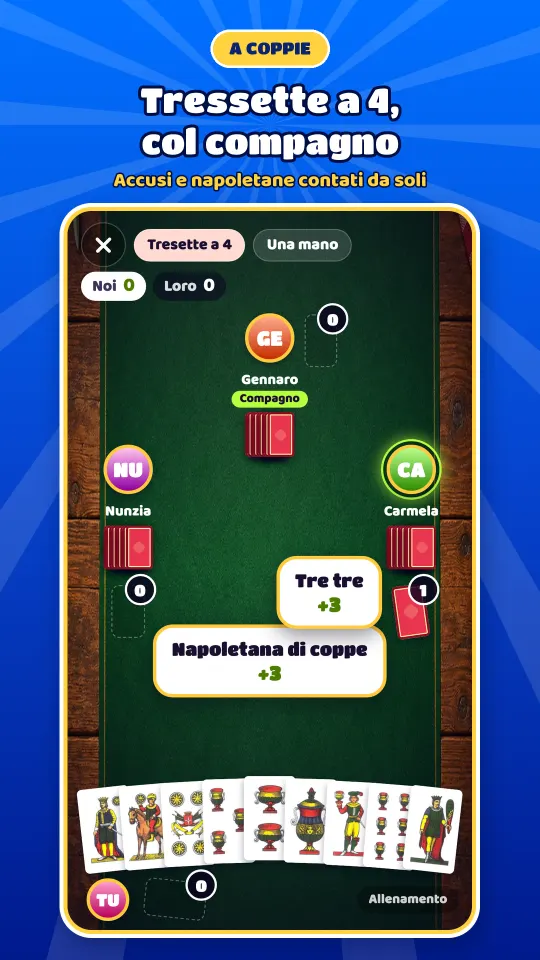 A COPPIE
Tressette a 4,
col compagno
Accusi e napoletane contati da soli
Tresette a 4
Una mano
Noi 0
Loro 0
0
GE
Gennaro
Compagno
NU
Nunzia
0
CA
Carmela
1
Tre tre
+3
Napoletana di coppe
+3
TU
0
Allenamento